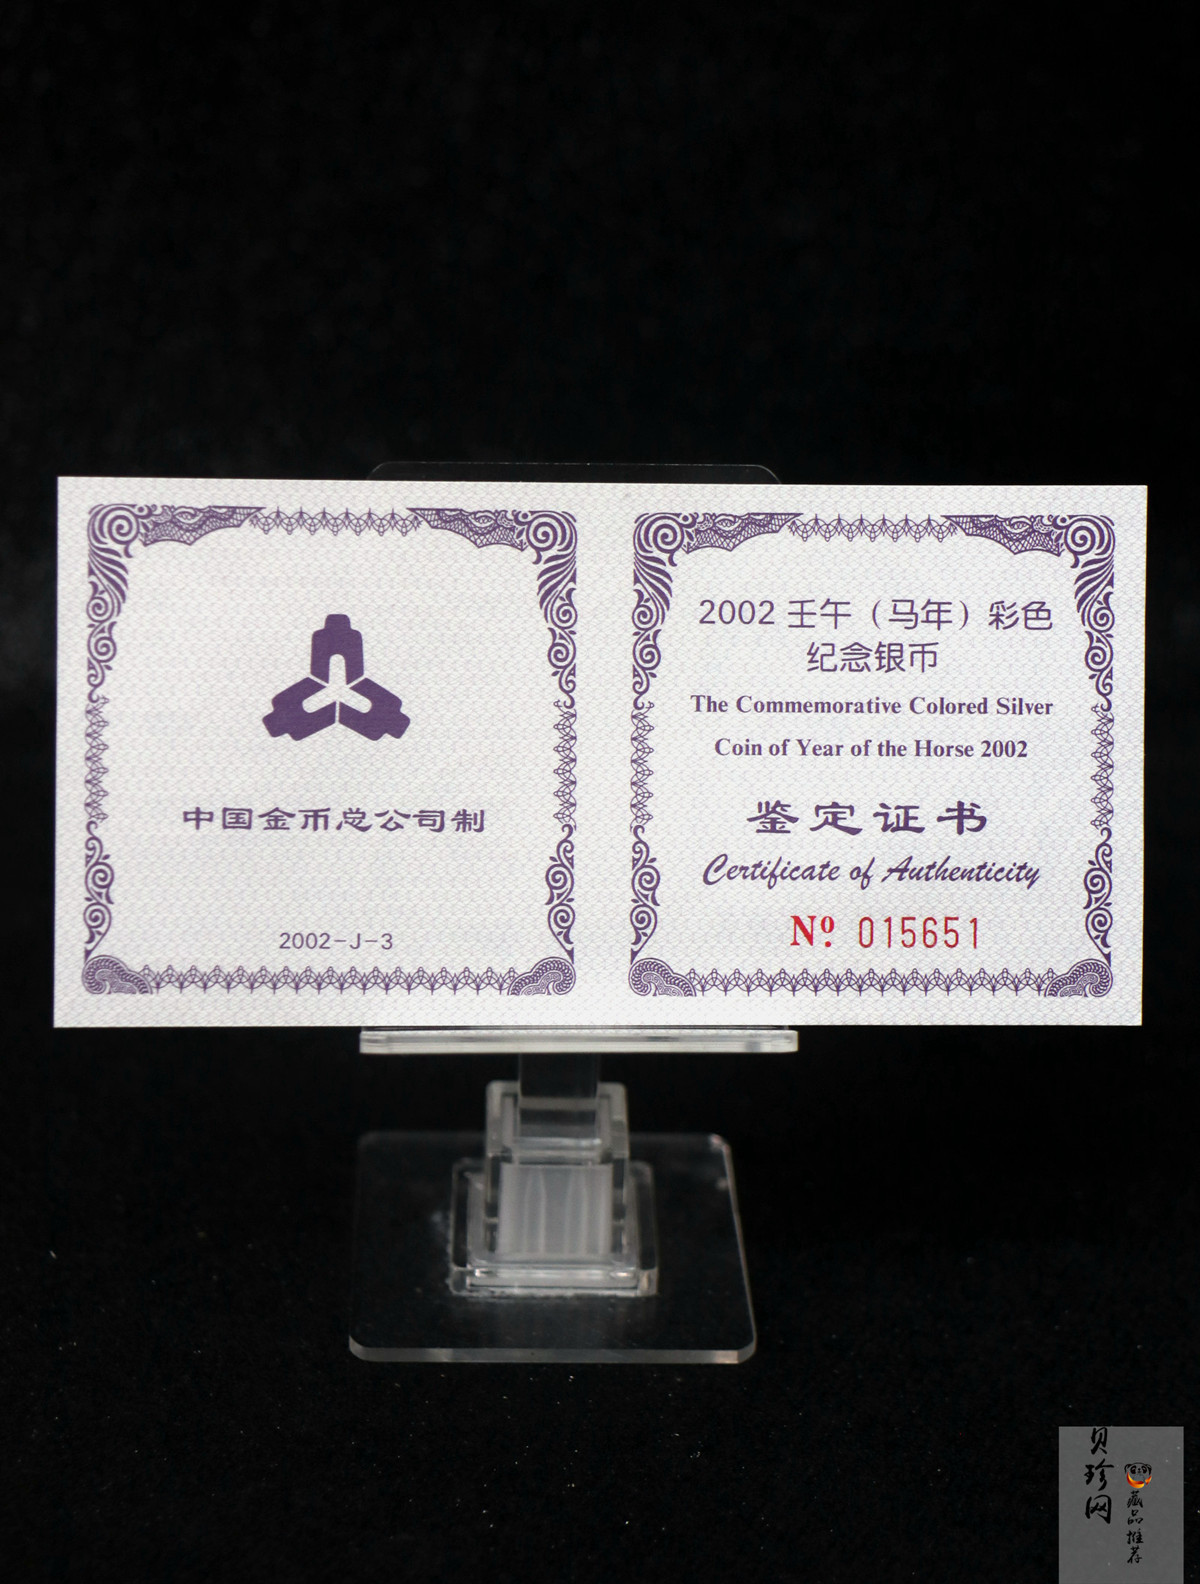 中国金币总公司制
2002-J-3
2002 壬午（马年）彩色
纪念银币
The Commemorative Colored Silver
Coin of Year of the Horse 2002
鉴定证书
Certificate of Authenticity
Nº 015651
贝珍网
藏品推荐